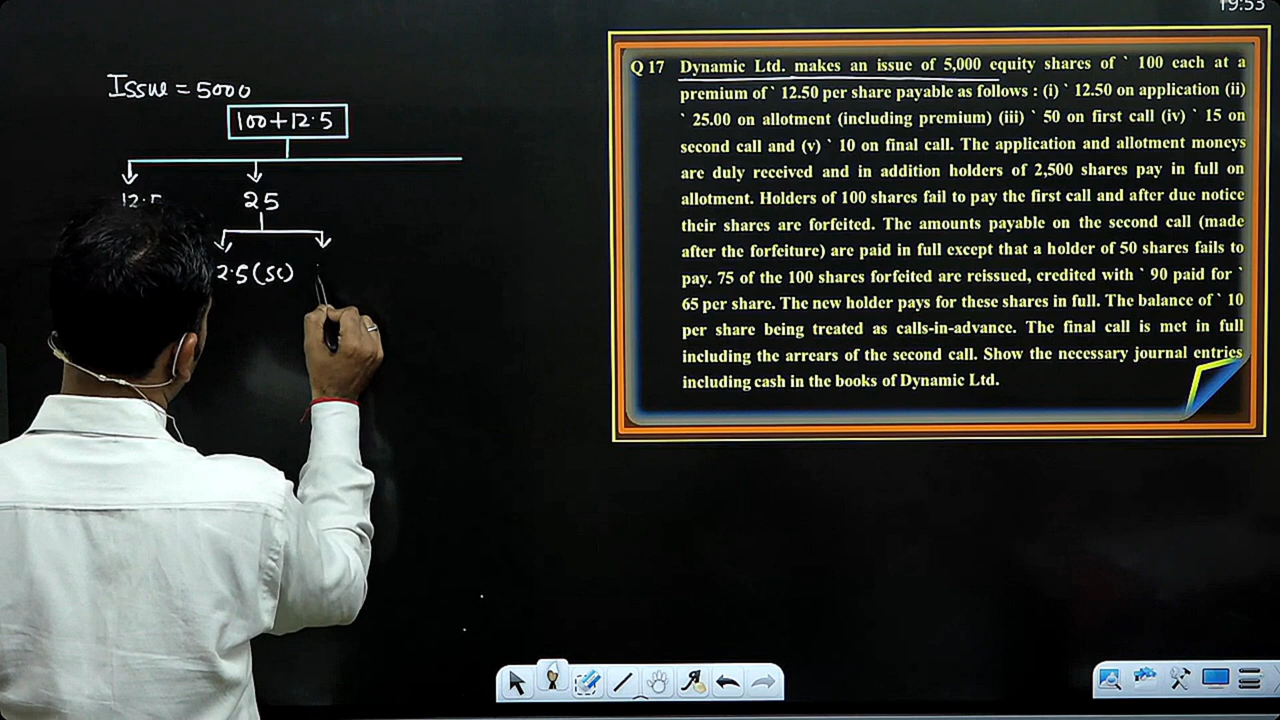 19:53
Issue = 5000
100+12.5
12.5
25
2.5(SC)
Q 17 Dynamic Ltd. makes an issue of 5,000 equity shares of ` 100 each at a
premium of ` 12.50 per share payable as follows : (i) ` 12.50 on application (ii)
` 25.00 on allotment (including premium) (iii) ` 50 on first call (iv) ` 15 on
second call and (v) ` 10 on final call. The application and allotment moneys
are duly received and in addition holders of 2,500 shares pay in full on
allotment. Holders of 100 shares fail to pay the first call and after due notice
their shares are forfeited. The amounts payable on the second call (made
after the forfeiture) are paid in full except that a holder of 50 shares fails to
pay. 75 of the 100 shares forfeited are reissued, credited with ` 90 paid for `
65 per share. The new holder pays for these shares in full. The balance of ` 10
per share being treated as calls-in-advance. The final call is met in full
including the arrears of the second call. Show the necessary journal entries
including cash in the books of Dynamic Ltd.